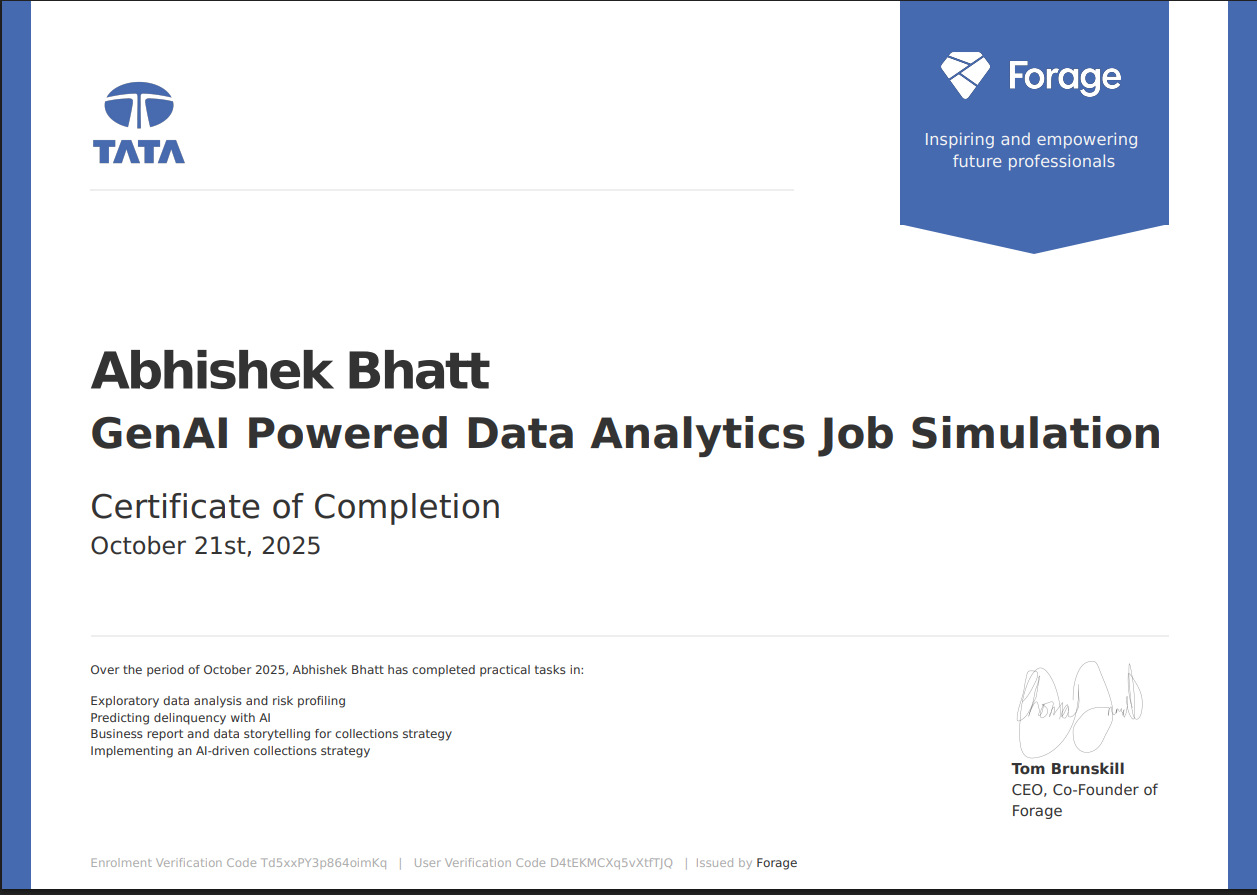 TATA
Forage
Inspiring and empowering
future professionals
Abhishek Bhatt
GenAI Powered Data Analytics Job Simulation
Certificate of Completion
October 21st, 2025
Over the period of October 2025, Abhishek Bhatt has completed practical tasks in:
Exploratory data analysis and risk profiling
Predicting delinquency with AI
Business report and data storytelling for collections strategy
Implementing an AI-driven collections strategy
Tom Brunskill
CEO, Co-Founder of
Forage
Enrolment Verification Code Td5xxPY3p864oimKq | User Verification Code D4tEKMCXq5vXtfTJQ | Issued by Forage